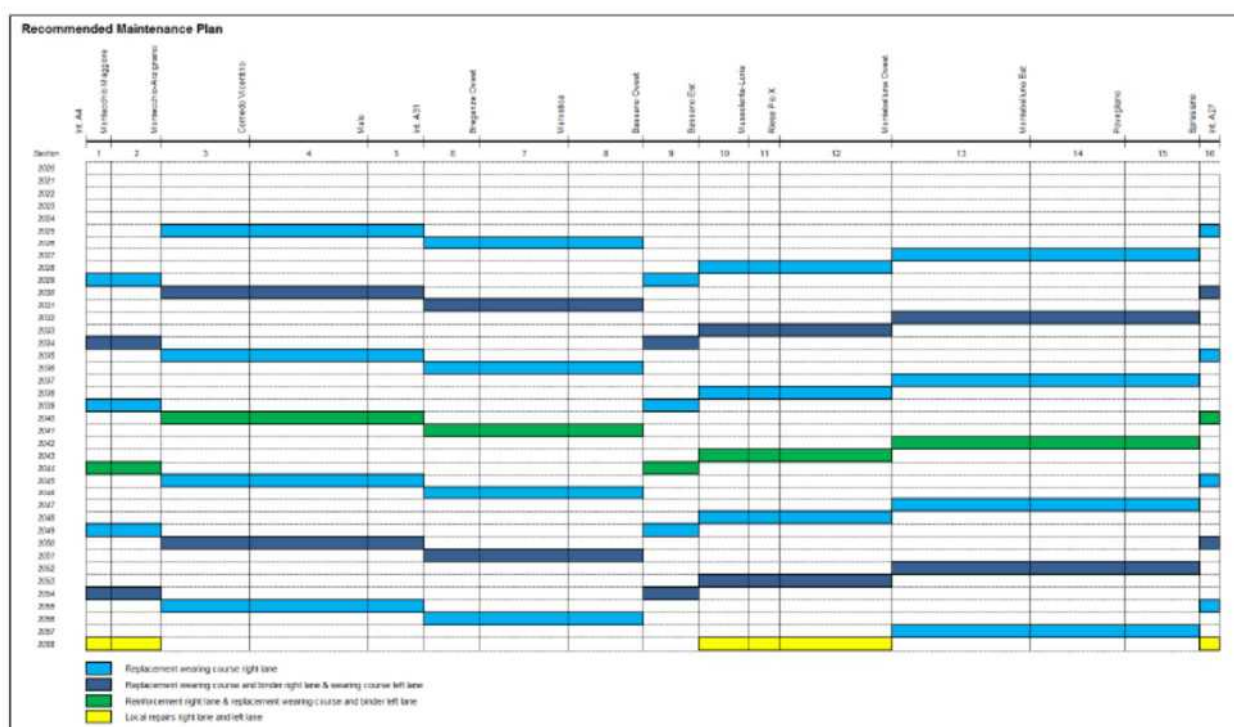 Recommended Maintenance Plan
Int. A4
Montecchio Maggiore
Montecchio-Arzignano
Cornedo Vicentino
Malo
Int. A31
Breganze Ovest
Marostica
Bassano Ovest
Bassano Est
Mussolente-Loria
Riese Pio X
Montebelluna Ovest
Montebelluna Est
Povegliano
Spresiano
Int. A27
Section 1 2 3 4 5 6 7 8 9 10 11 12 13 14 15 16
2020
2021
2022
2023
2024
2025
2026
2027
2028
2029
2030
2031
2032
2033
2034
2035
2036
2037
2038
2039
2040
2041
2042
2043
2044
2045
2046
2047
2048
2049
2050
2051
2052
2053
2054
2055
2056
2057
2058
Replacement wearing course right lane
Replacement wearing course and binder right lane & wearing course left lane
Reinforcement right lane & replacement wearing course and binder left lane
Local repairs right lane and left lane